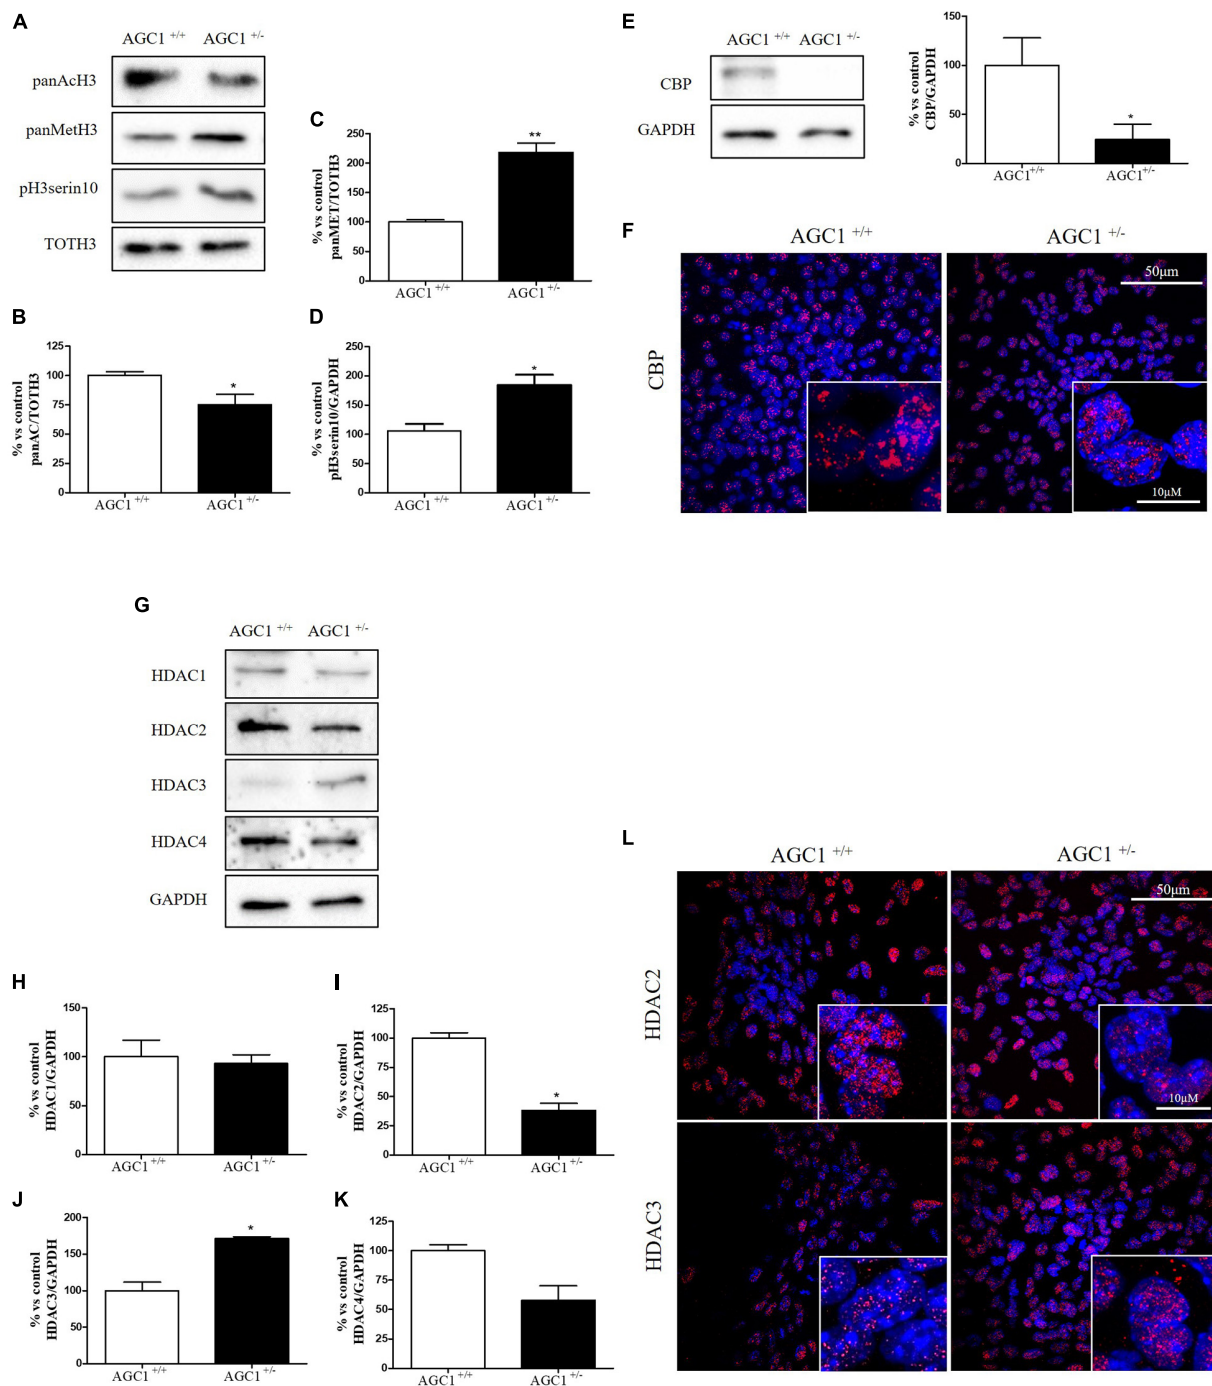 A
AGC1 +/+ AGC1 +/-
panAcH3
panMetH3
pH3serin10
TOTH3
B
% vs control
panAC/TOTH3
125
100
75
50
25
0
AGC1 +/+ AGC1 +/-
*
C
% vs control
panMET/TOTH3
250
200
150
100
50
0
AGC1 +/+ AGC1 +/-
**
D
% vs control
pH3serin10/GAPDH
250
200
150
100
50
0
AGC1 +/+ AGC1 +/-
*
E
AGC1 +/+ AGC1 +/-
CBP
GAPDH
% vs control
CBP/GAPDH
150
100
50
0
AGC1 +/+ AGC1 +/-
*
F
AGC1 +/+ AGC1 +/-
CBP
50µm
10µM
G
AGC1 +/+ AGC1 +/-
HDAC1
HDAC2
HDAC3
HDAC4
GAPDH
H
% vs control
HDAC1/GAPDH
150
100
50
0
AGC1 +/+ AGC1 +/-
I
% vs control
HDAC2/GAPDH
125
100
75
50
25
0
AGC1 +/+ AGC1 +/-
*
J
% vs control
HDAC3/GAPDH
200
150
100
50
0
AGC1 +/+ AGC1 +/-
*
K
% vs control
HDAC4/GAPDH
125
100
75
50
25
0
AGC1 +/+ AGC1 +/-
L
AGC1 +/+ AGC1 +/-
HDAC2
50µm
10µM
HDAC3